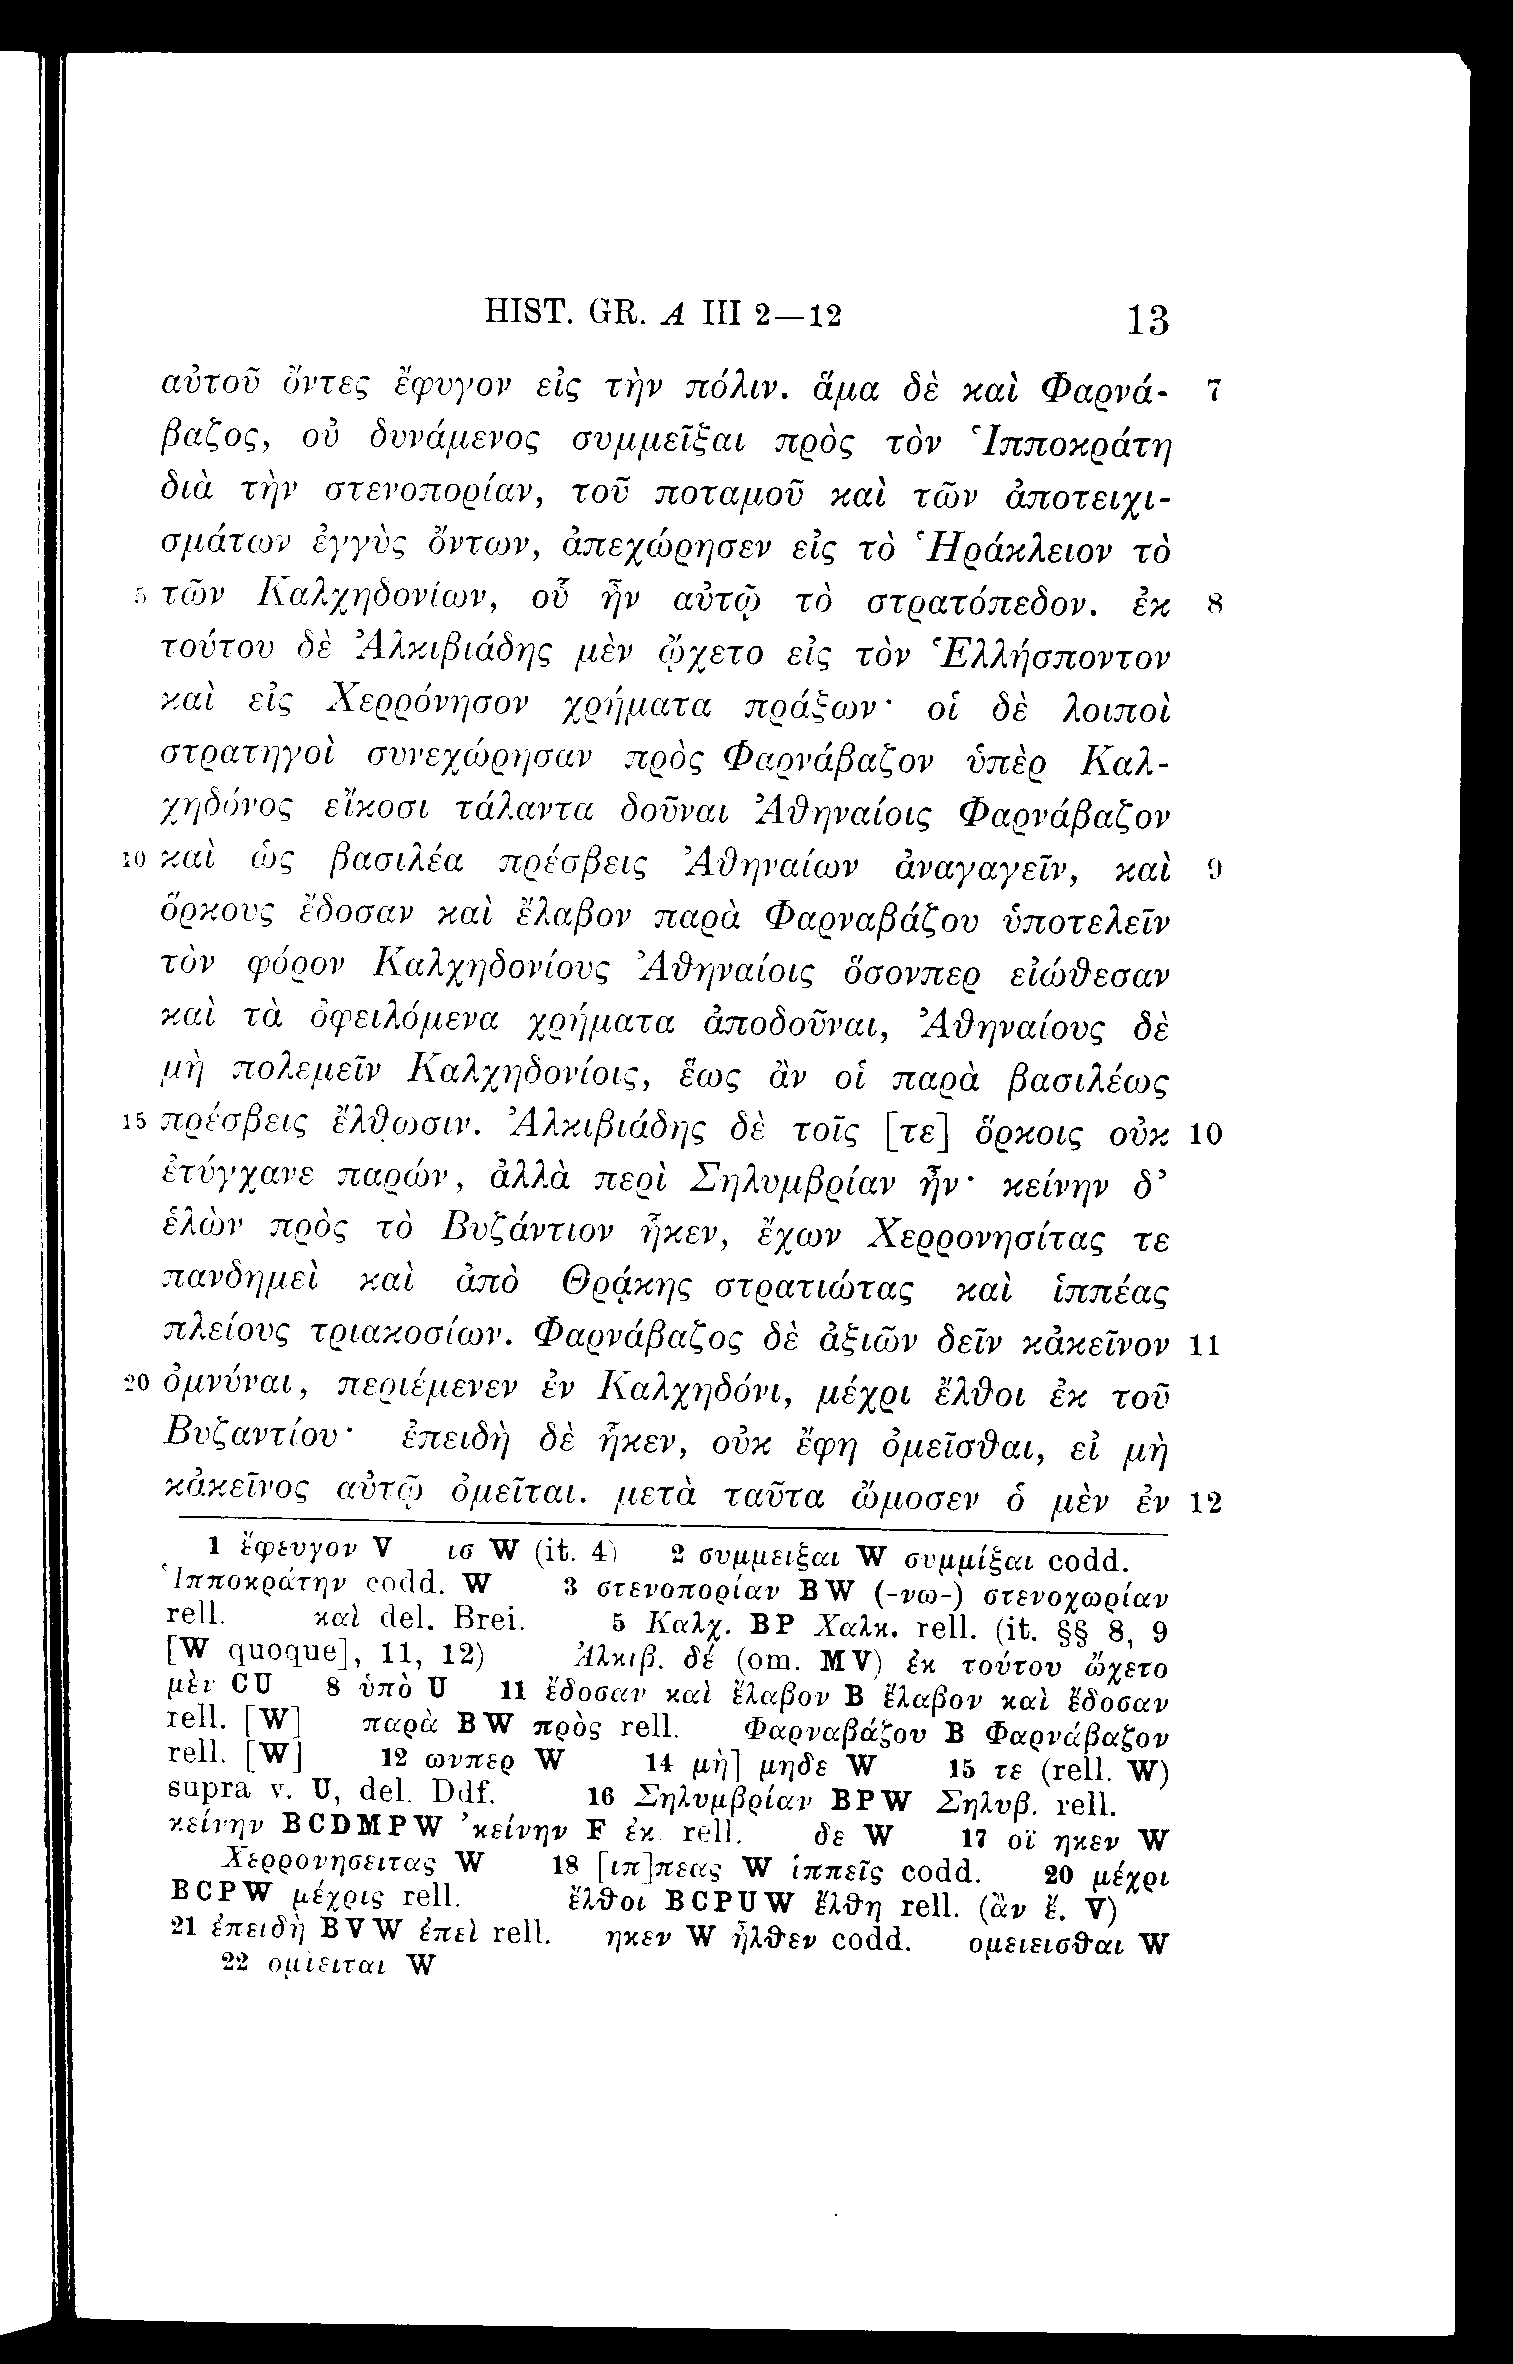 HIST. GR. A III 2—12 13
αὐτοῦ ὄντες ἔφυγον εἰς τὴν πόλιν. ἅμα δὲ καὶ Φαρνά- 7
βαζος, οὐ δυνάμενος συμμεῖξαι πρὸς τὸν Ἱπποκράτη
διὰ τὴν στενοπορίαν, τοῦ ποταμοῦ καὶ τῶν ἀποτειχι-
σμάτων ἐγγὺς ὄντων, ἀπεχώρησεν εἰς τὸ Ἡράκλειον τὸ
5 τῶν Καλχηδονίων, οὗ ἦν αὐτῷ τὸ στρατόπεδον. ἐκ 8
τούτου δὲ Ἀλκιβιάδης μὲν ᾤχετο εἰς τὸν Ἑλλήσποντον
καὶ εἰς Χερρόνησον χρήματα πράξων· οἱ δὲ λοιποὶ
στρατηγοὶ συνεχώρησαν πρὸς Φαρνάβαζον ὑπὲρ Καλ-
χηδόνος εἴκοσι τάλαντα δοῦναι Ἀθηναίοις Φαρνάβαζον
10 καὶ ὡς βασιλέα πρέσβεις Ἀθηναίων ἀναγαγεῖν, καὶ 9
ὅρκους ἔδοσαν καὶ ἔλαβον παρὰ Φαρναβάζου ὑποτελεῖν
τὸν φόρον Καλχηδονίους Ἀθηναίοις ὅσονπερ εἰώθεσαν
καὶ τὰ ὀφειλόμενα χρήματα ἀποδοῦναι, Ἀθηναίους δὲ
μὴ πολεμεῖν Καλχηδονίοις, ἕως ἂν οἱ παρὰ βασιλέως
15 πρέσβεις ἔλθωσιν. Ἀλκιβιάδης δὲ τοῖς [τε] ὅρκοις οὐκ 10
ἐτύγχανε παρών, ἀλλὰ περὶ Σηλυμβρίαν ἦν· κείνην δ’
ἑλὼν πρὸς τὸ Βυζάντιον ἧκεν, ἔχων Χερρονησίτας τε
πανδημεὶ καὶ ἀπὸ Θρᾴκης στρατιώτας καὶ ἱππέας
πλείους τριακοσίων. Φαρνάβαζος δὲ ἀξιῶν δεῖν κἀκεῖνον 11
20 ὀμνύναι, περιέμενεν ἐν Καλχηδόνι, μέχρι ἔλθοι ἐκ τοῦ
Βυζαντίου· ἐπειδὴ δὲ ἧκεν, οὐκ ἔφη ὀμεῖσθαι, εἰ μὴ
κἀκεῖνος αὐτῷ ὀμεῖται. μετὰ ταῦτα ὤμοσεν ὁ μὲν ἐν 12
1 ἔφευγον V ισ W (it. 4) 2 συμμειξαι W συμμίξαι codd.
Ἱπποκράτην codd. W 3 στενοπορίαν BW (-νω-) στενοχωρίαν
rell. καὶ del. Brei. 5 Καλχ. BP Χαλκ. rell. (it. §§ 8, 9
[W quoque], 11, 12) Ἀλκιβ. δέ (om. MV) ἐκ τούτου ᾤχετο
μὲν CU 8 ὑπὸ U 11 ἔδοσαν καὶ ἔλαβον B ἔλαβον καὶ ἔδοσαν
rell. [W] παρὰ BW πρὸς rell. Φαρναβάζου B Φαρνάβαζον
rell. [W] 12 ωνπερ W 14 μὴ] μηδε W 15 τε (rell. W)
supra v. U, del. Ddf. 16 Σηλυμβρίαν BPW Σηλυβ. rell.
κείνην BCDMPW ’κείνην F ἐκ. rell. δε W 17 οϊ ηκεν W
Χερρονησειτας W 18 [ιπ]πεας W ἱππεῖς codd. 20 μέχρι
BCPW μέχρις rell. ἔλθοι BCPUW ἔλθη rell. (ἂν ἔ. V)
21 ἐπειδὴ BVW ἐπεὶ rell. ηκεν W ἦλθεν codd. ομειεισθαι W
22 ομιειται W